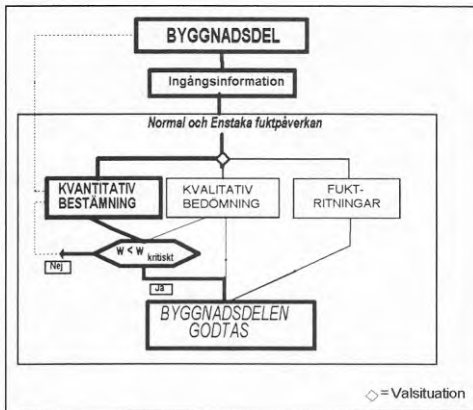 BYGGNADSDEL
Ingångsinformation
Normal och Enstaka fuktpåverkan
KVANTITATIV
BESTÄMNING
KVALITATIV
BEDÖMNING
FUKT-
RITNINGAR
w < w kritiskt
Nej
Ja
BYGGNADSDELEN
GODTAS
= Valsituation